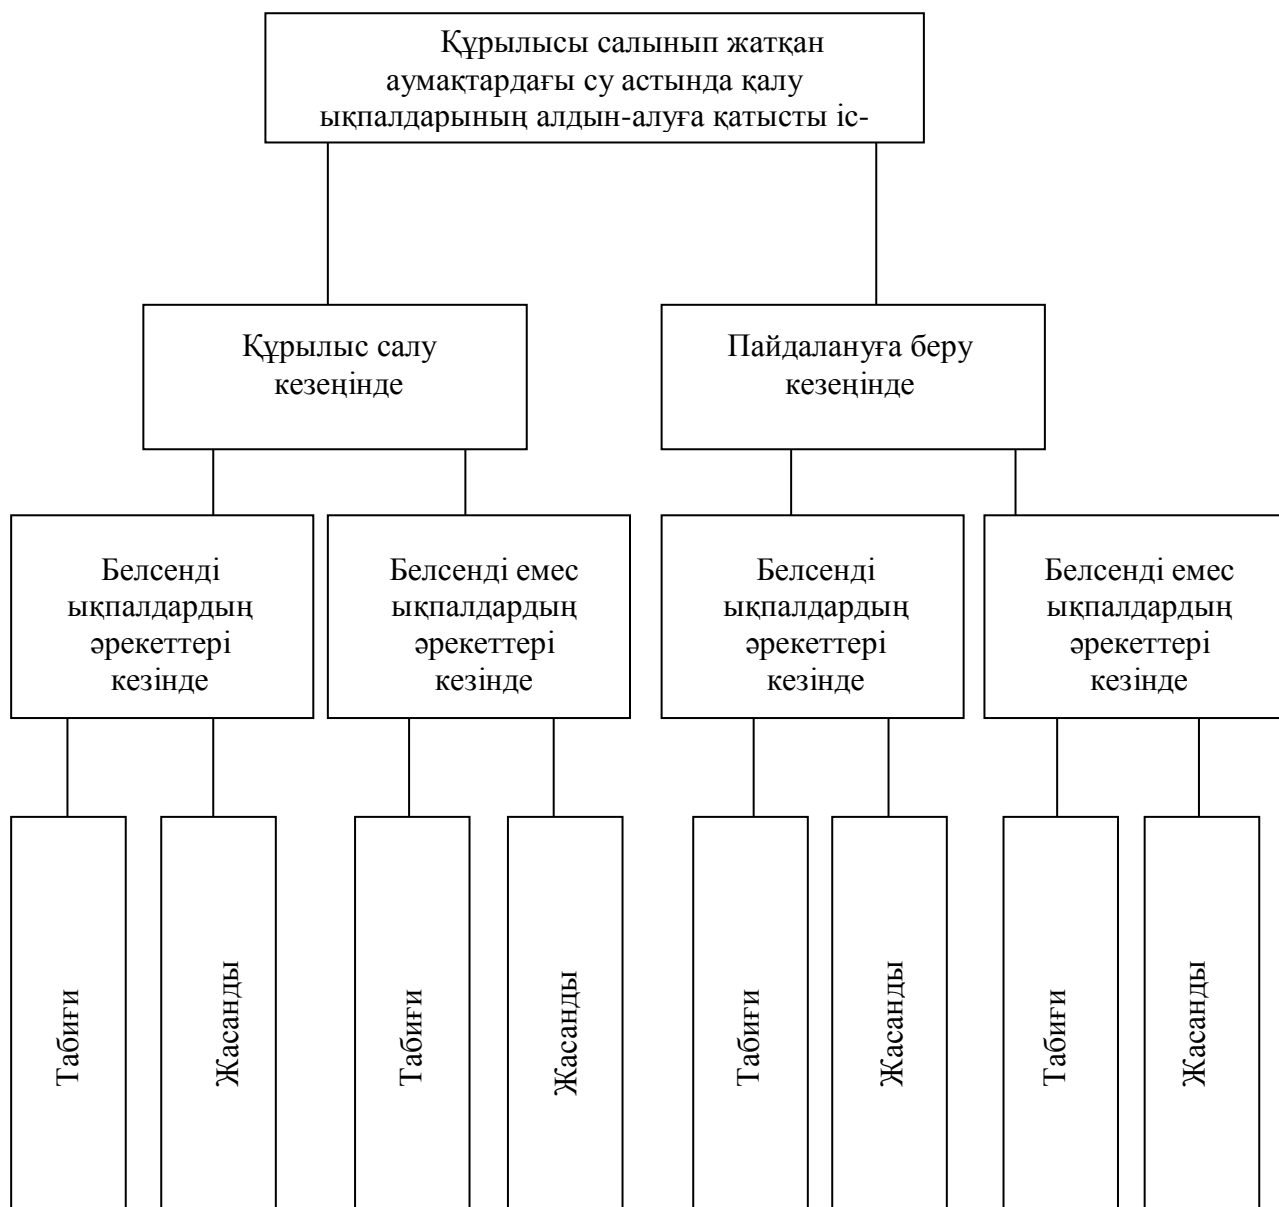 Құрылысы салынып жатқан
аумақтардағы су астында қалу
ықпалдарының алдын-алуға қатысты іс-
Құрылыс салу
кезеңінде
Пайдалануға беру
кезеңінде
Белсенді
ықпалдардың
әрекеттері
кезінде
Белсенді емес
ықпалдардың
әрекеттері
кезінде
Белсенді
ықпалдардың
әрекеттері
кезінде
Белсенді емес
ықпалдардың
әрекеттері
кезінде
Табиғи
Жасанды
Табиғи
Жасанды
Табиғи
Жасанды
Табиғи
Жасанды